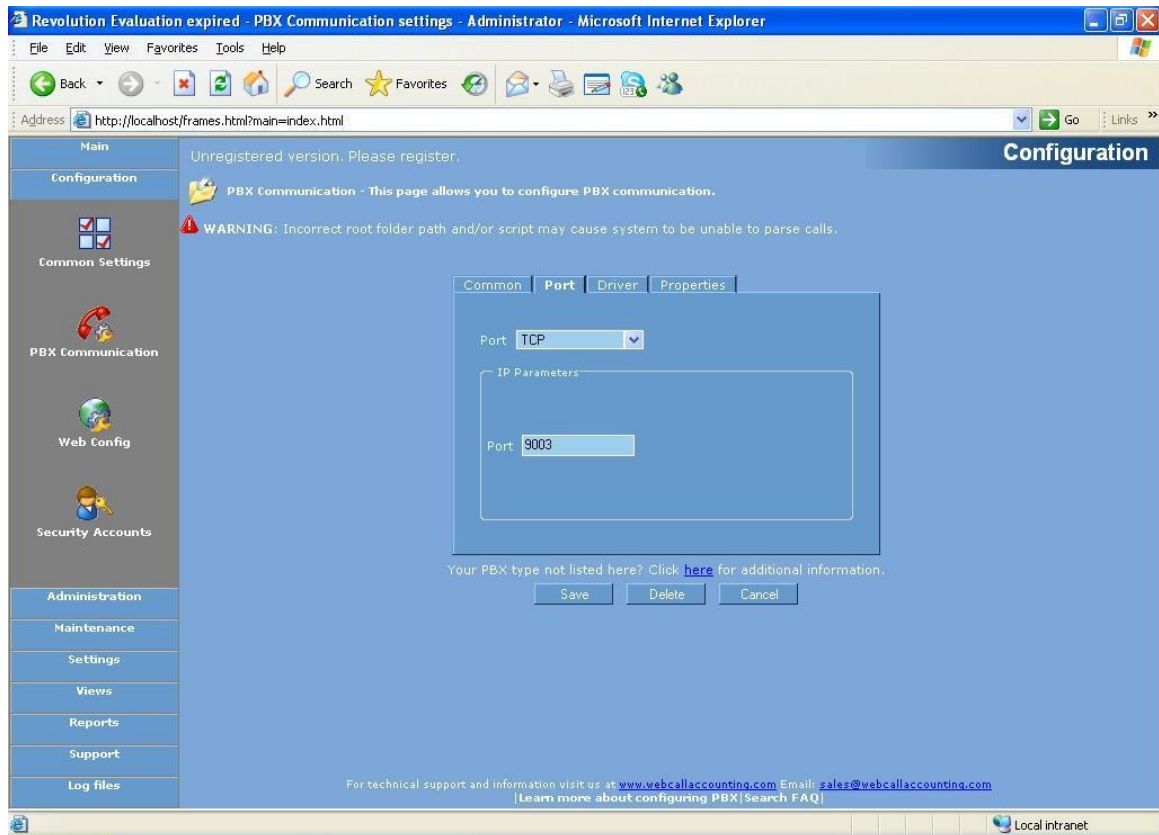 Revolution Evaluation expired - PBX Communication settings - Administrator - Microsoft Internet Explorer
File Edit View Favorites Tools Help
Back Search Favorites
Address http://localhost/frames.html?main=index.html Go Links »
Main
Configuration
Common Settings
PBX Communication
Web Config
Security Accounts
Administration
Maintenance
Settings
Views
Reports
Support
Log files
Unregistered version. Please register. Configuration
PBX Communication - This page allows you to configure PBX communication.
WARNING: Incorrect root folder path and/or script may cause system to be unable to parse calls.
Common Port Driver Properties
Port TCP
IP Parameters
Port 9003
Your PBX type not listed here? Click here for additional information.
Save Delete Cancel
For technical support and information visit us at www.webcallaccounting.com Email: sales@webcallaccounting.com
|Learn more about configuring PBX|Search FAQ|
Local intranet